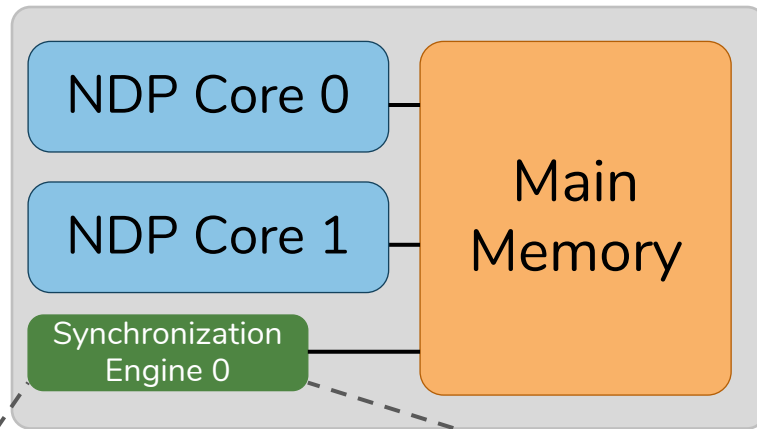 NDP Core 0
NDP Core 1
Synchronization
Engine 0
Main
Memory